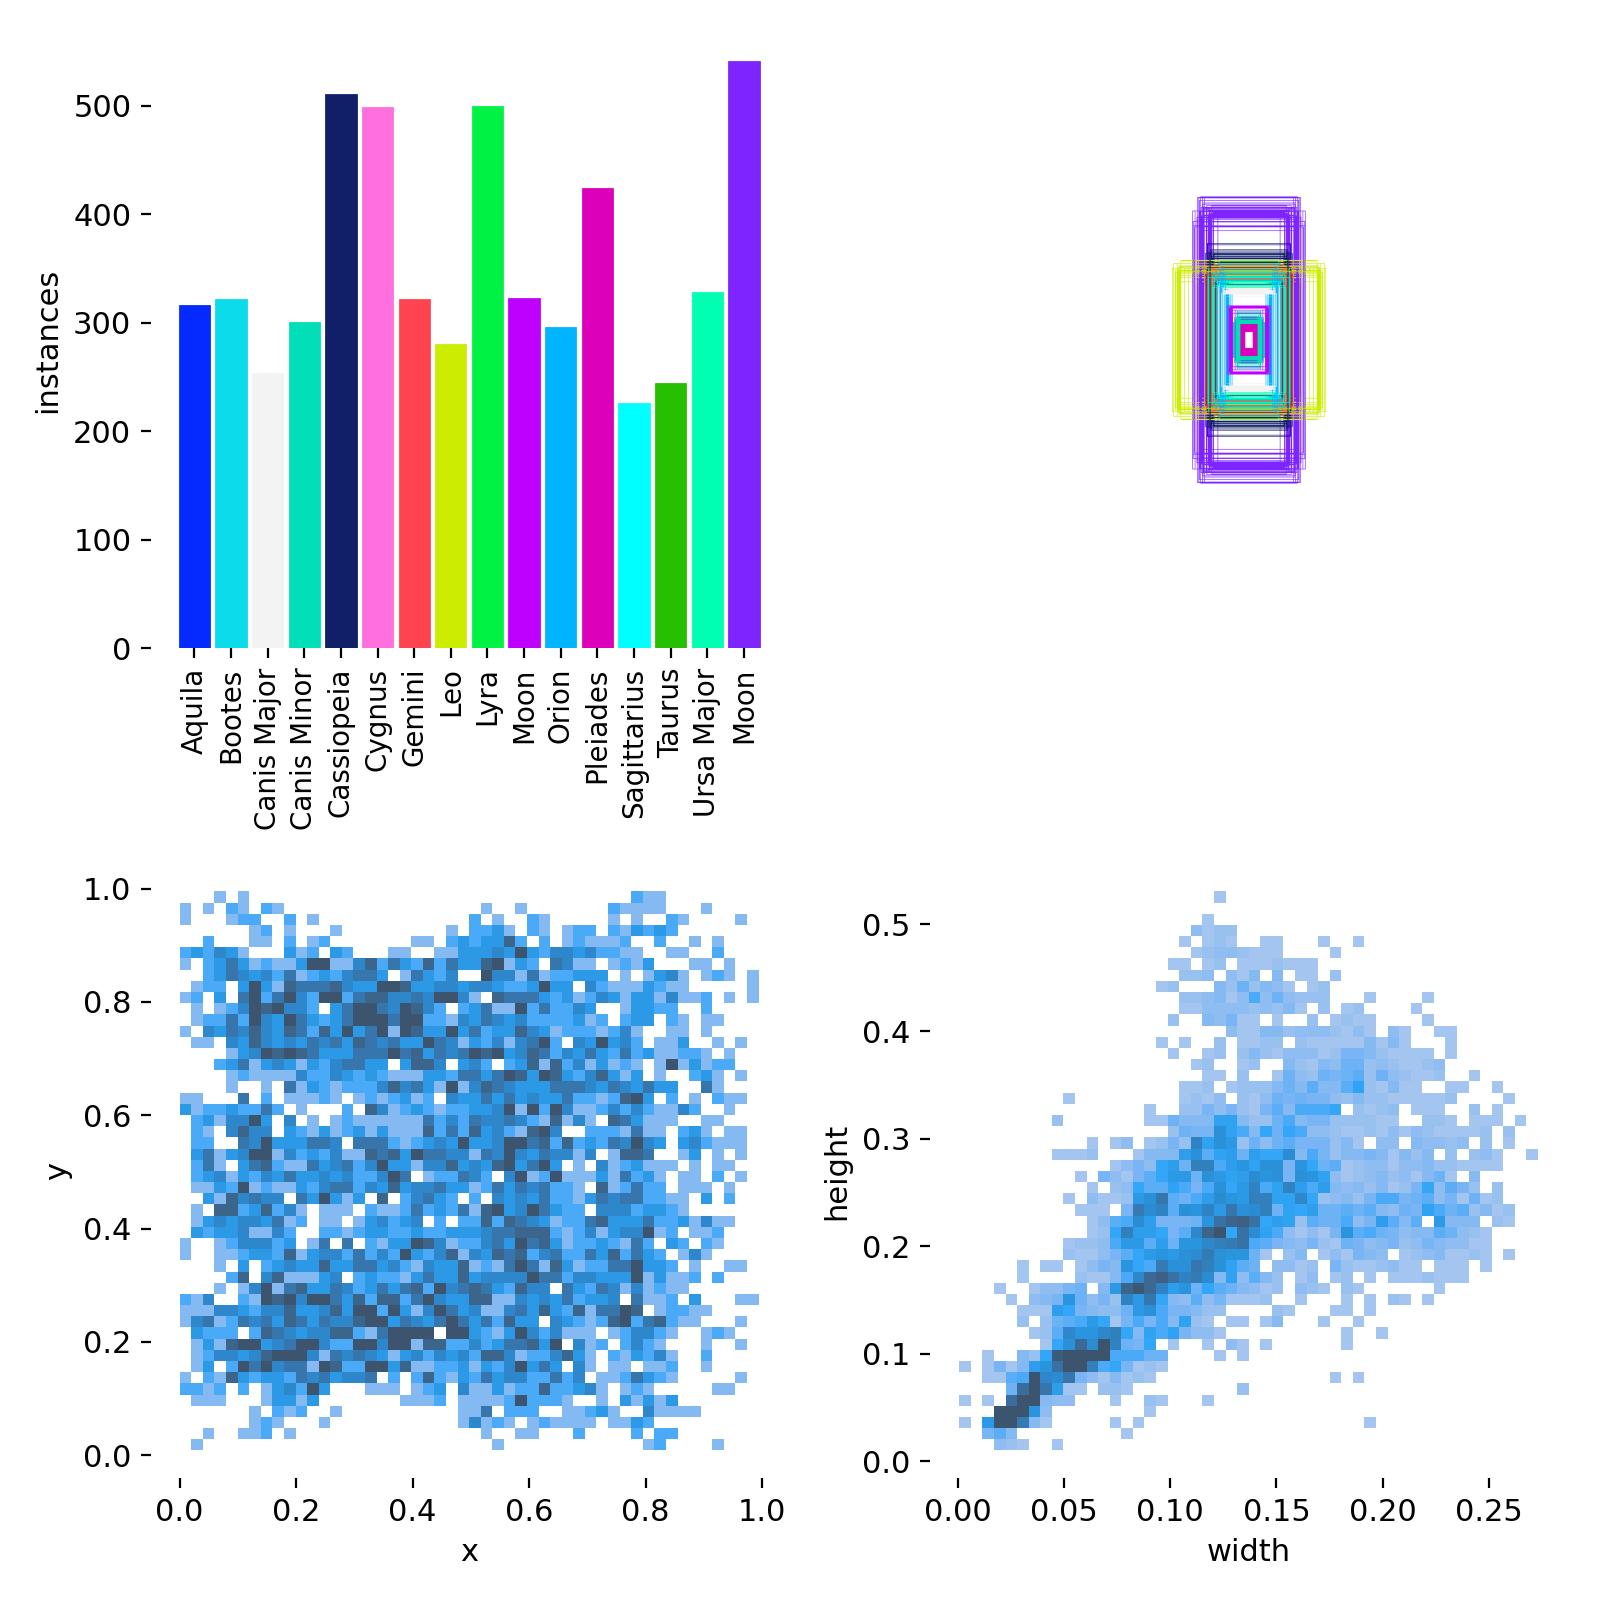 500
400
300
200
100
0
instances
Aquila
Bootes
Canis Major
Canis Minor
Cassiopeia
Cygnus
Gemini
Leo
Lyra
Moon
Orion
Pleiades
Sagittarius
Taurus
Ursa Major
Moon
1.0
0.8
0.6
0.4
0.2
0.0
y
0.0 0.2 0.4 0.6 0.8 1.0
x
0.5
0.4
0.3
0.2
0.1
0.0
height
0.00 0.05 0.10 0.15 0.20 0.25
width